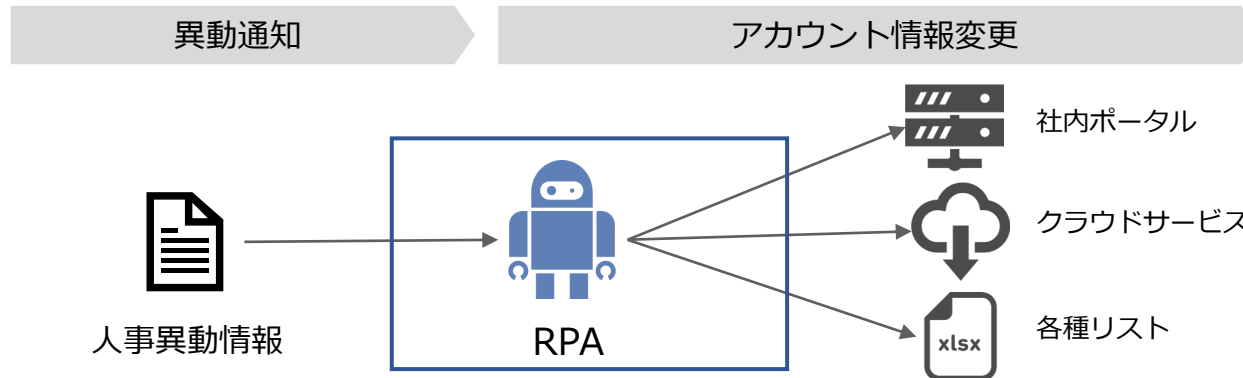 異動通知
アカウント情報変更
社内ポータル
クラウドサービス
人事異動情報
RPA
xlsx
各種リスト